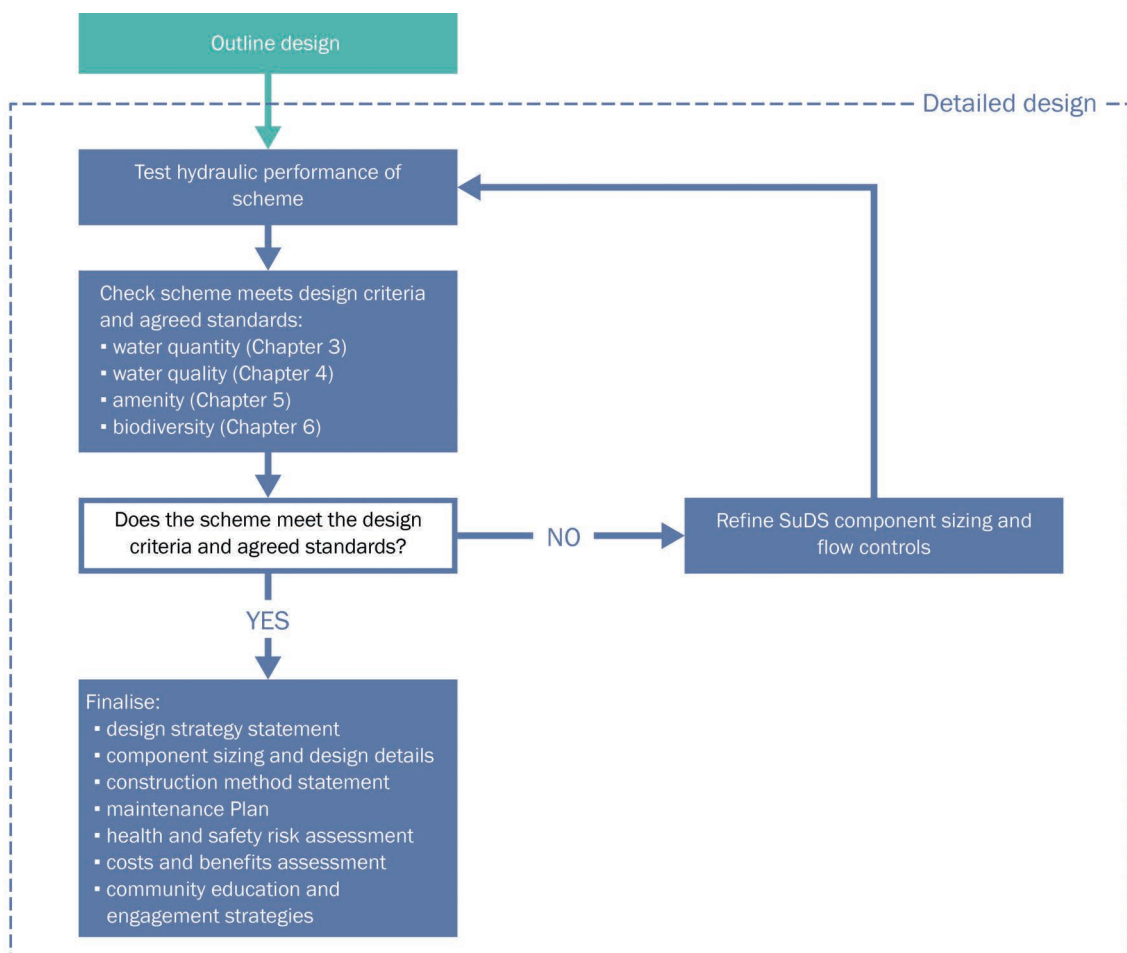 Outline design
Detailed design
Test hydraulic performance of
scheme
Check scheme meets design criteria
and agreed standards:
▪ water quantity (Chapter 3)
▪ water quality (Chapter 4)
▪ amenity (Chapter 5)
▪ biodiversity (Chapter 6)
Does the scheme meet the design
criteria and agreed standards?
NO
Refine SuDS component sizing and
flow controls
YES
Finalise:
▪ design strategy statement
▪ component sizing and design details
▪ construction method statement
▪ maintenance Plan
▪ health and safety risk assessment
▪ costs and benefits assessment
▪ community education and
engagement strategies